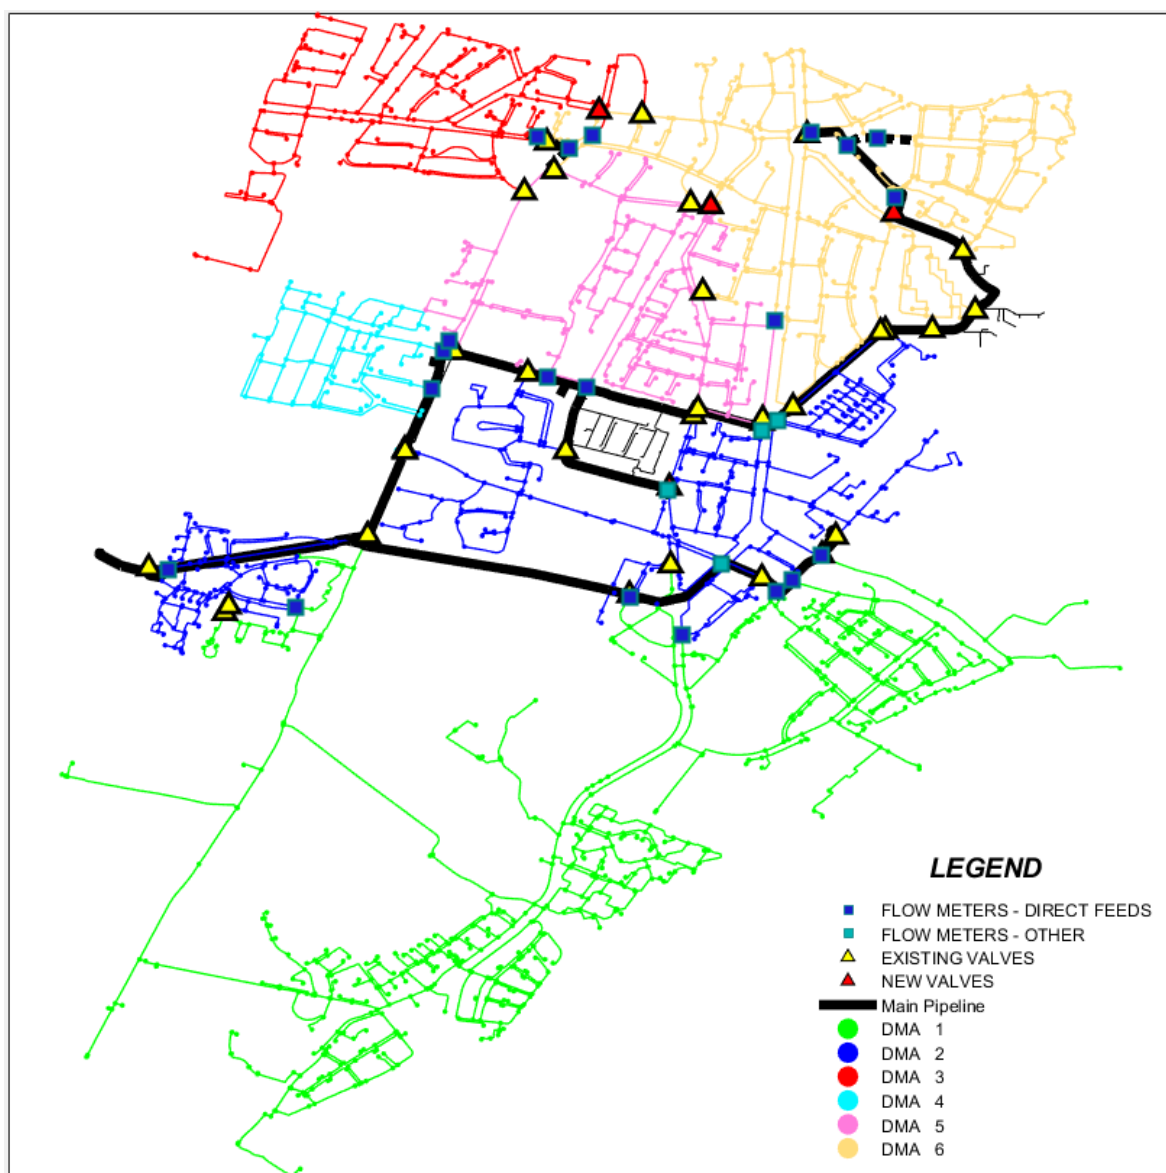 LEGEND
FLOW METERS - DIRECT FEEDS
FLOW METERS - OTHER
EXISTING VALVES
NEW VALVES
Main Pipeline
DMA 1
DMA 2
DMA 3
DMA 4
DMA 5
DMA 6